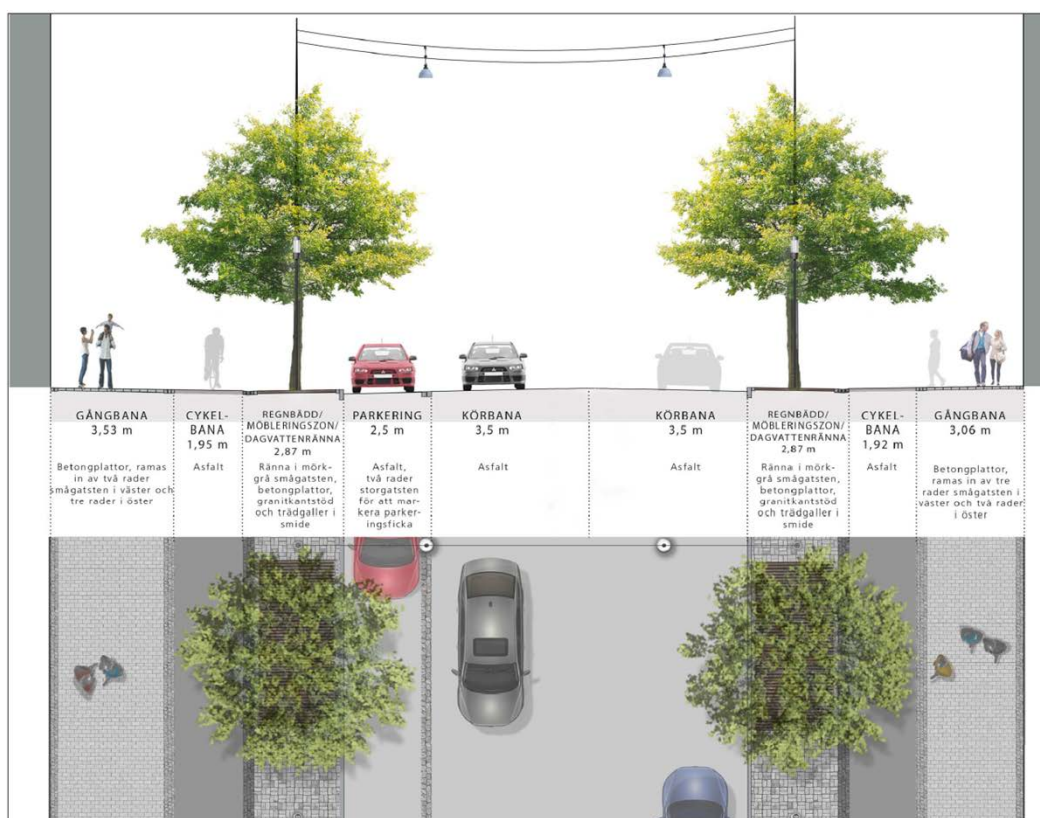 GÅNGBANA
3,53 m
Betongplattor, ramas
in av två rader
smågatsten i väster och
tre rader i öster
CYKEL-
BANA
1,95 m
Asfalt
REGNBÄDD/
MÖBLERINGSZON/
DAGVATTENRÄNNA
2,87 m
Ränna i mörk-
grå smågatsten,
betongplattor,
granitkantstöd
och trädgaller i
smide
PARKERING
2,5 m
Asfalt,
två rader
storgatsten
för att mar-
kera parker-
ingsficka
KÖRBANA
3,5 m
Asfalt
KÖRBANA
3,5 m
Asfalt
REGNBÄDD/
MÖBLERINGSZON/
DAGVATTENRÄNNA
2,87 m
Ränna i mörk-
grå smågatsten,
betongplattor,
granitkantstöd
och trädgaller i
smide
CYKEL-
BANA
1,92 m
Asfalt
GÅNGBANA
3,06 m
Betongplattor,
ramas in av tre
rader smågatsten i
väster och två rader
i öster